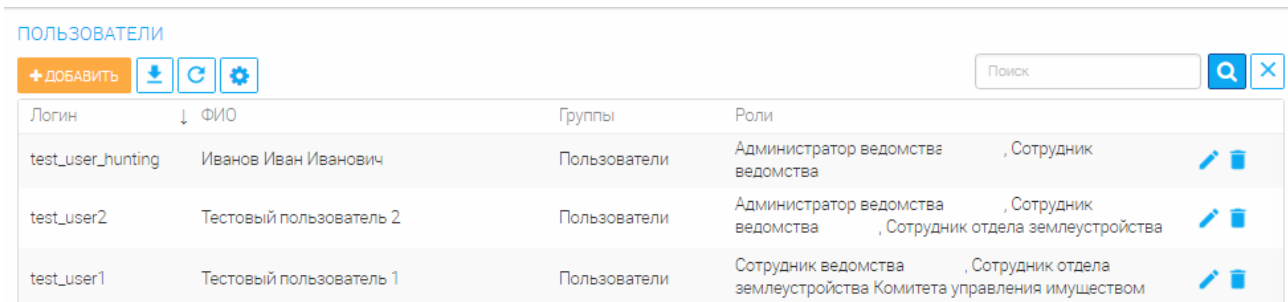 ПОЛЬЗОВАТЕЛИ
+ ДОБАВИТЬ
Поиск
Логин ↓ ФИО Группы Роли
test_user_hunting Иванов Иван Иванович Пользователи Администратор ведомства , Сотрудник
ведомства
test_user2 Тестовый пользователь 2 Пользователи Администратор ведомства , Сотрудник
ведомства , Сотрудник отдела землеустройства
test_user1 Тестовый пользователь 1 Пользователи Сотрудник ведомства , Сотрудник отдела
землеустройства Комитета управления имуществом